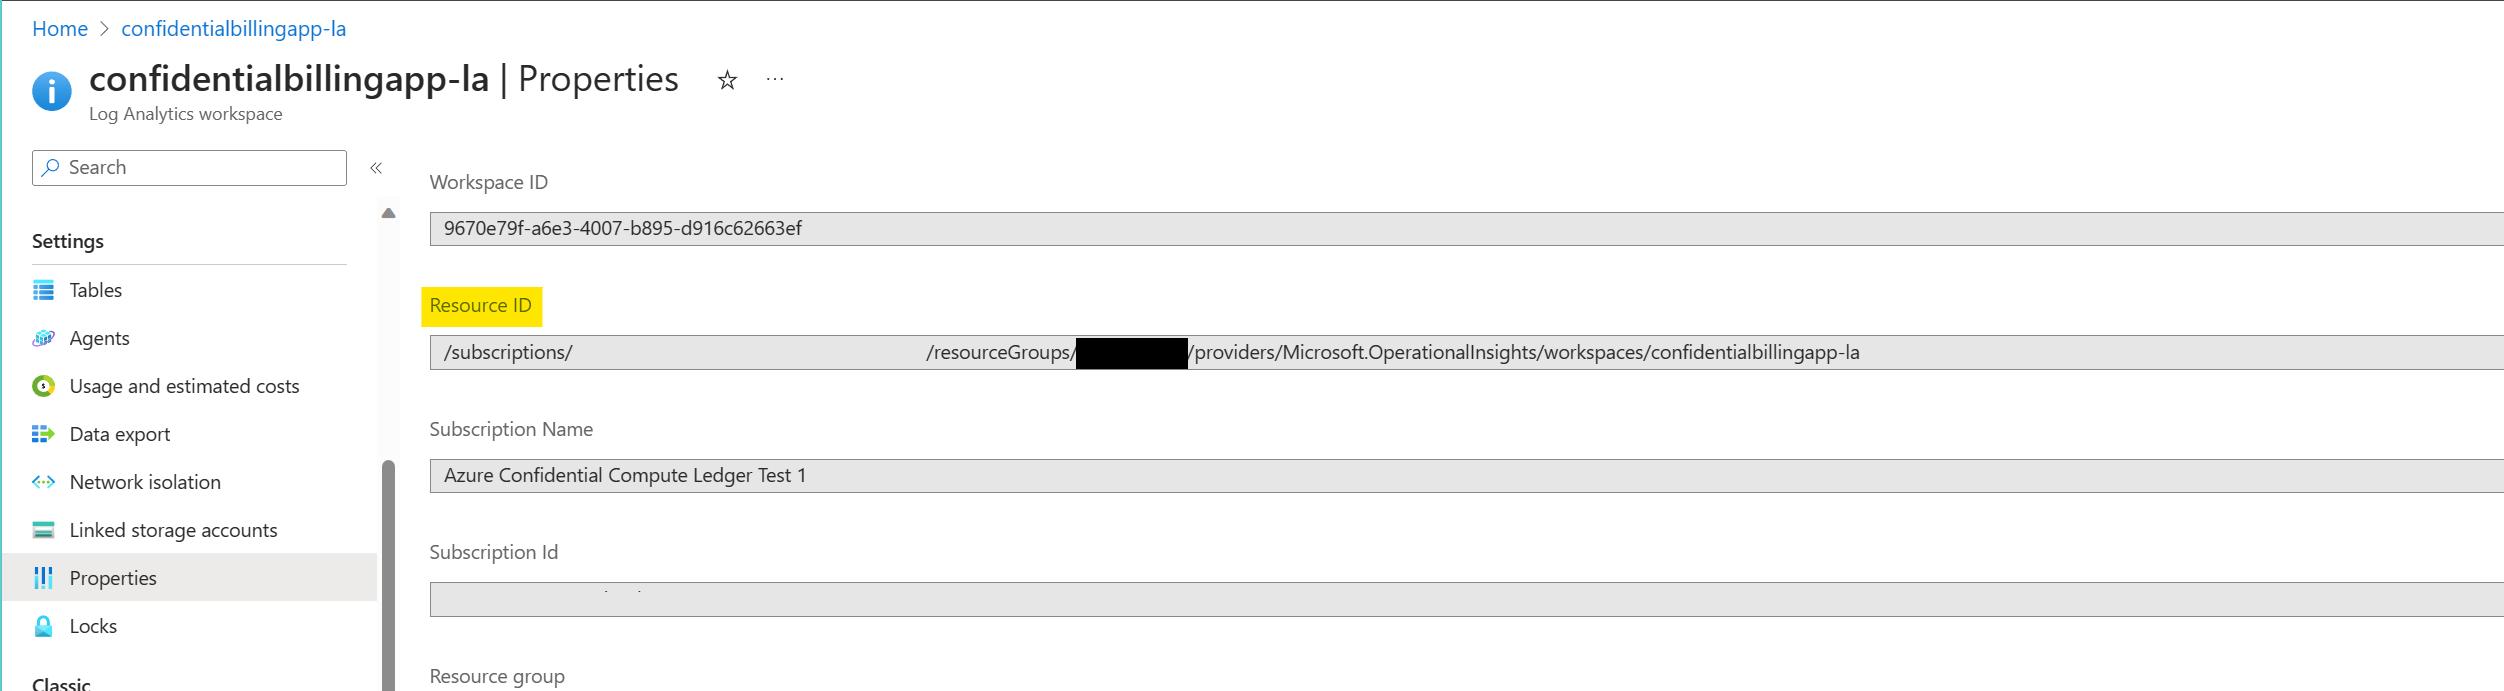 Home > confidentialbillingapp-la
confidentialbillingapp-la | Properties ☆ ...
Log Analytics workspace
Search «
Settings
Tables
Agents
Usage and estimated costs
Data export
Network isolation
Linked storage accounts
Properties
Locks
Classic
Workspace ID
9670e79f-a6e3-4007-b895-d916c62663ef
Resource ID
/subscriptions/ /resourceGroups/ /providers/Microsoft.OperationalInsights/workspaces/confidentialbillingapp-la
Subscription Name
Azure Confidential Compute Ledger Test 1
Subscription Id
Resource group